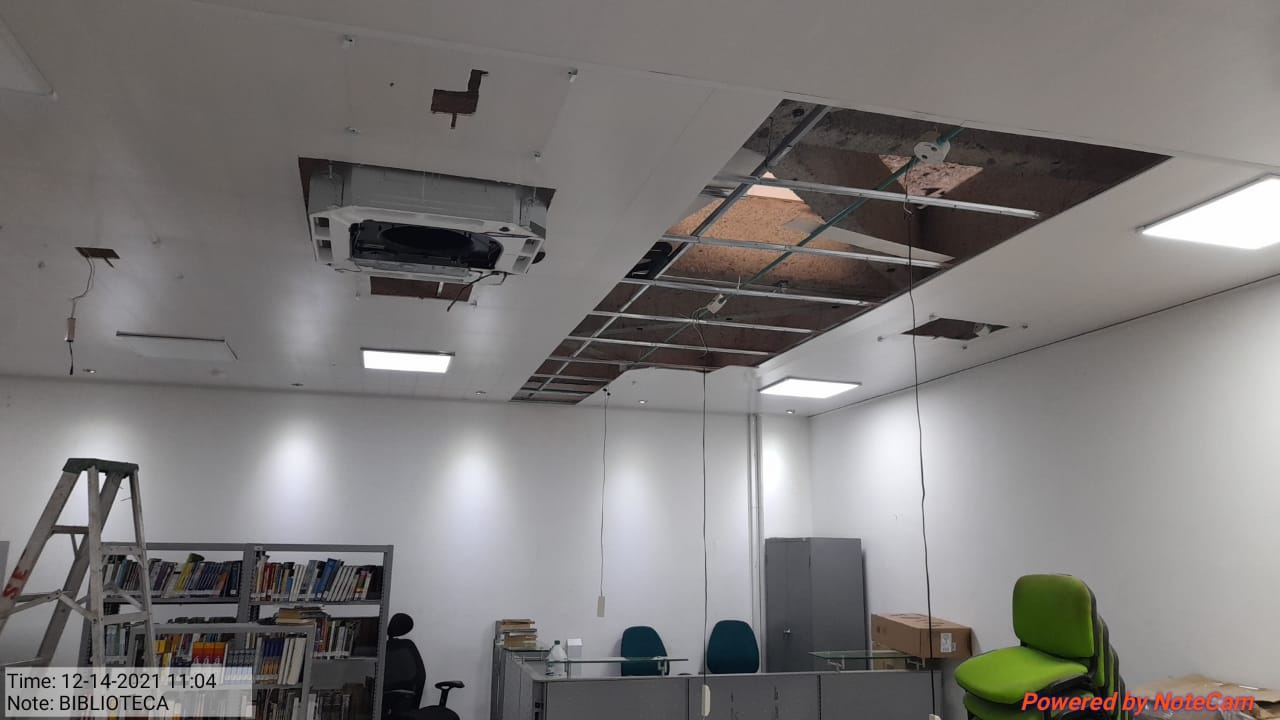 Time: 12-14-2021 11:04
Note: BIBLIOTECA
Powered by NoteCam